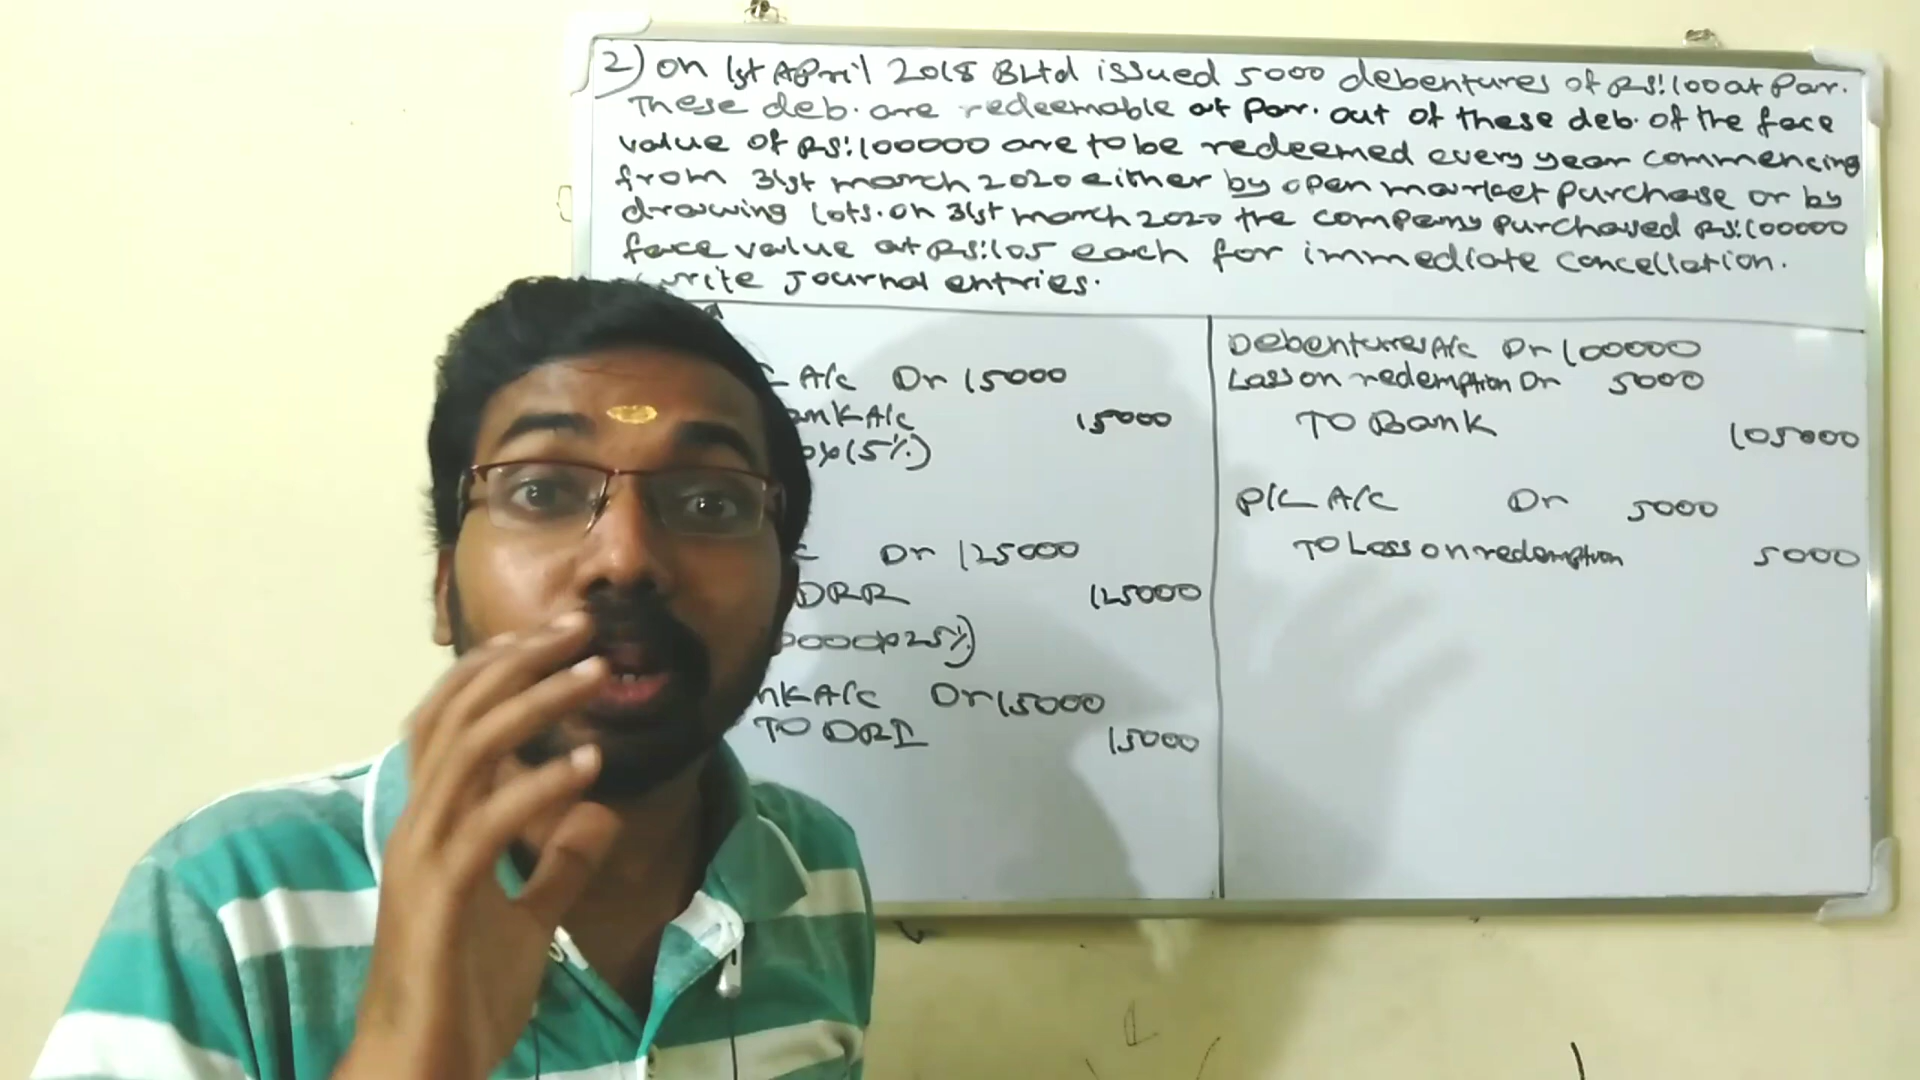 2) on 1st April 2018 B Ltd issued 5000 debentures of RS:100 at Par.
These deb. are redeemable at par. out of these deb. of the face
value of RS:100000 are to be redeemed every year commencing
from 31st march 2020 either by open market purchase or by
drawing lots. on 31st march 2020 the company purchased RS:100000
face value at RS:105 each for immediate cancellation.
write Journal entries.
A/c Dr 15000
A/c 15000
(5%)
Dr 125000
DRR 125000
25%)
A/c Dr 15000
TO DRI 15000
Debentures A/c Dr 100000
Loss on redemption Dr 5000
TO Bank 105000
P/L A/c Dr 5000
TO Loss on redemption 5000